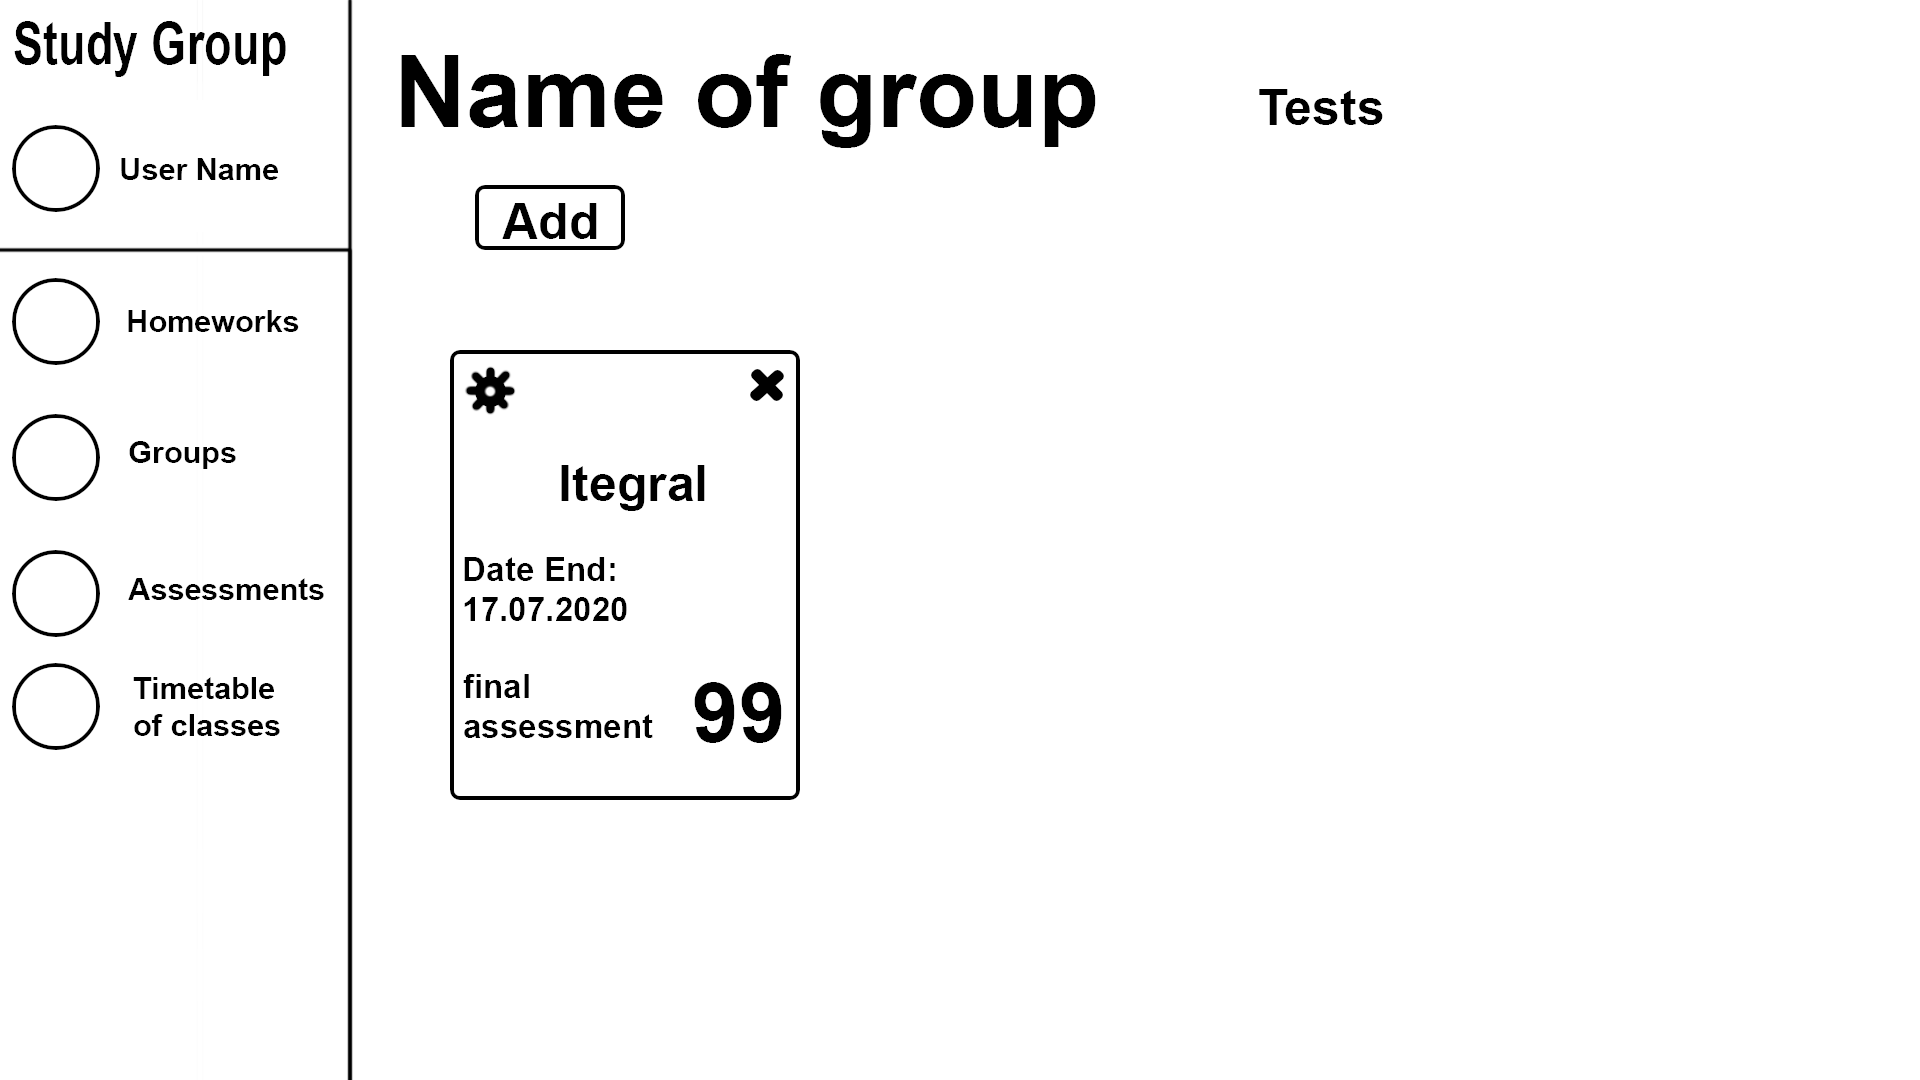 Study Group
User Name
Homeworks
Groups
Assessments
Timetable
of classes
Name of group
Tests
Add
Itegral
Date End:
17.07.2020
final
assessment
99